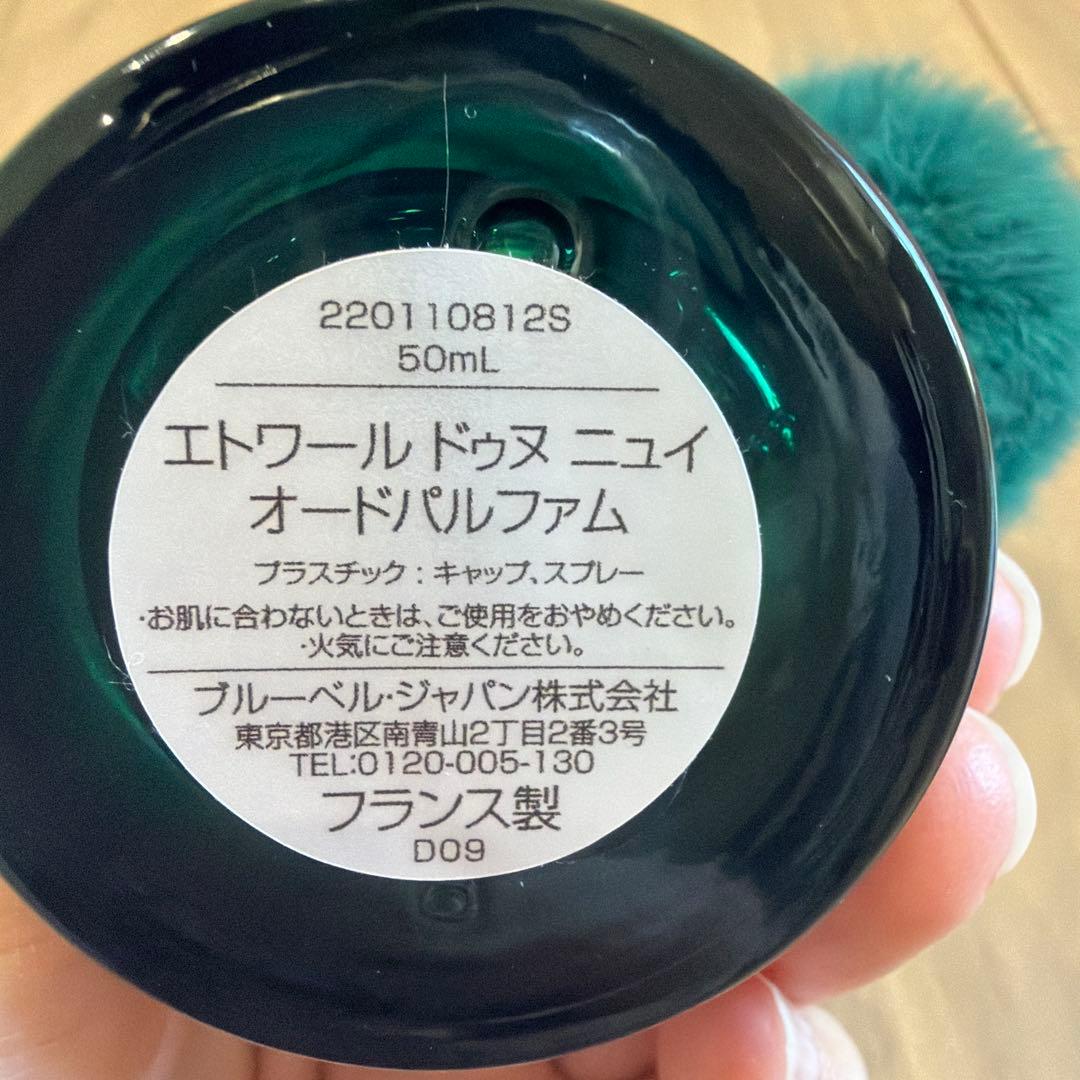 220110812S
50mL
エトワール ドゥヌ ニュイ
オードパルファム
プラスチック：キャップ、スプレー
・お肌に合わないときは、ご使用をおやめください。
・火気にご注意ください。
ブルーベル・ジャパン株式会社
東京都港区南青山2丁目2番3号
TEL:0120-005-130
フランス製
D09